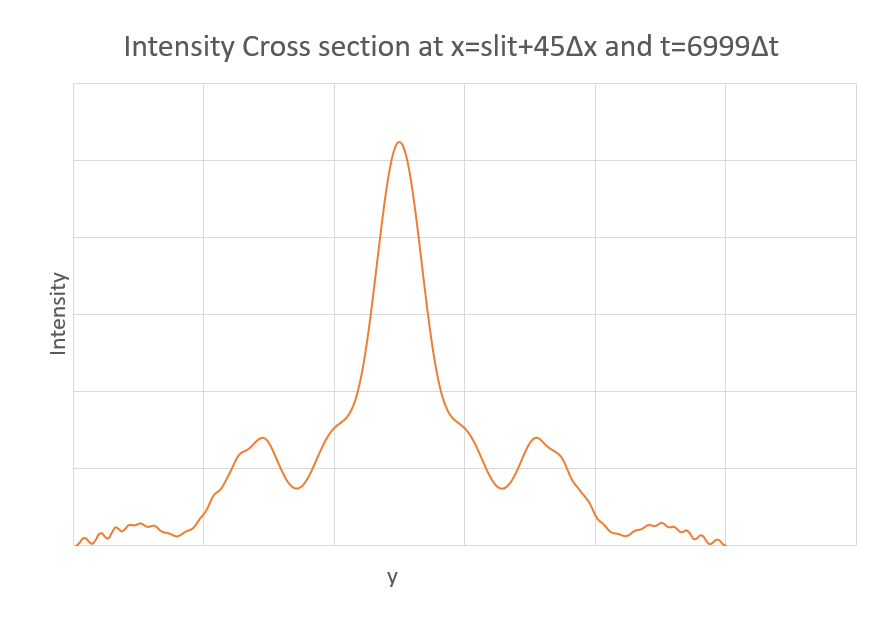 Intensity Cross section at x=slit+45Δx and t=6999Δt
Intensity
y